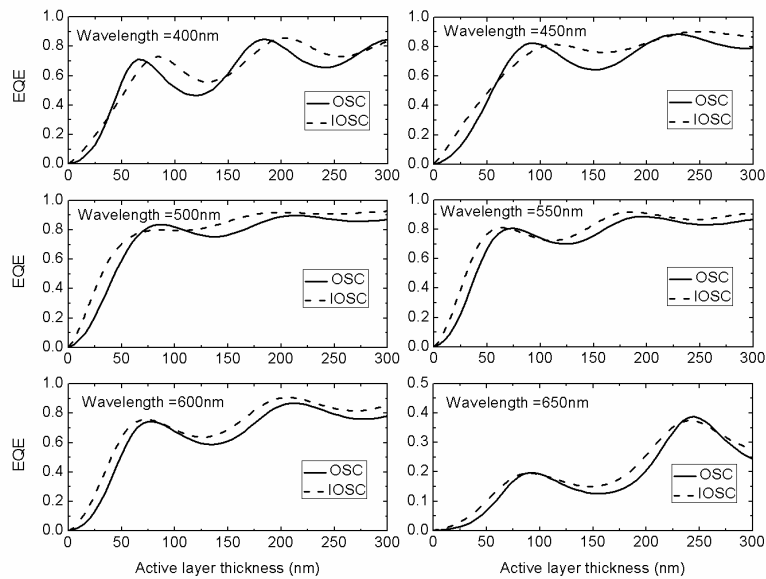 1.0
0.8
0.6
0.4
0.2
0.0
EQE
Wavelength =400nm
OSC
IOSC
0 50 100 150 200 250 300
1.0
0.8
0.6
0.4
0.2
0.0
Wavelength =450nm
OSC
IOSC
0 50 100 150 200 250 300
1.0
0.8
0.6
0.4
0.2
0.0
EQE
Wavelength =500nm
OSC
IOSC
0 50 100 150 200 250 300
1.0
0.8
0.6
0.4
0.2
0.0
Wavelength =550nm
OSC
IOSC
0 50 100 150 200 250 300
1.0
0.8
0.6
0.4
0.2
0.0
EQE
Wavelength =600nm
OSC
IOSC
0 50 100 150 200 250 300
Active layer thickness (nm)
0.5
0.4
0.3
0.2
0.1
0.0
Wavelength =650nm
OSC
IOSC
0 50 100 150 200 250 300
Active layer thickness (nm)